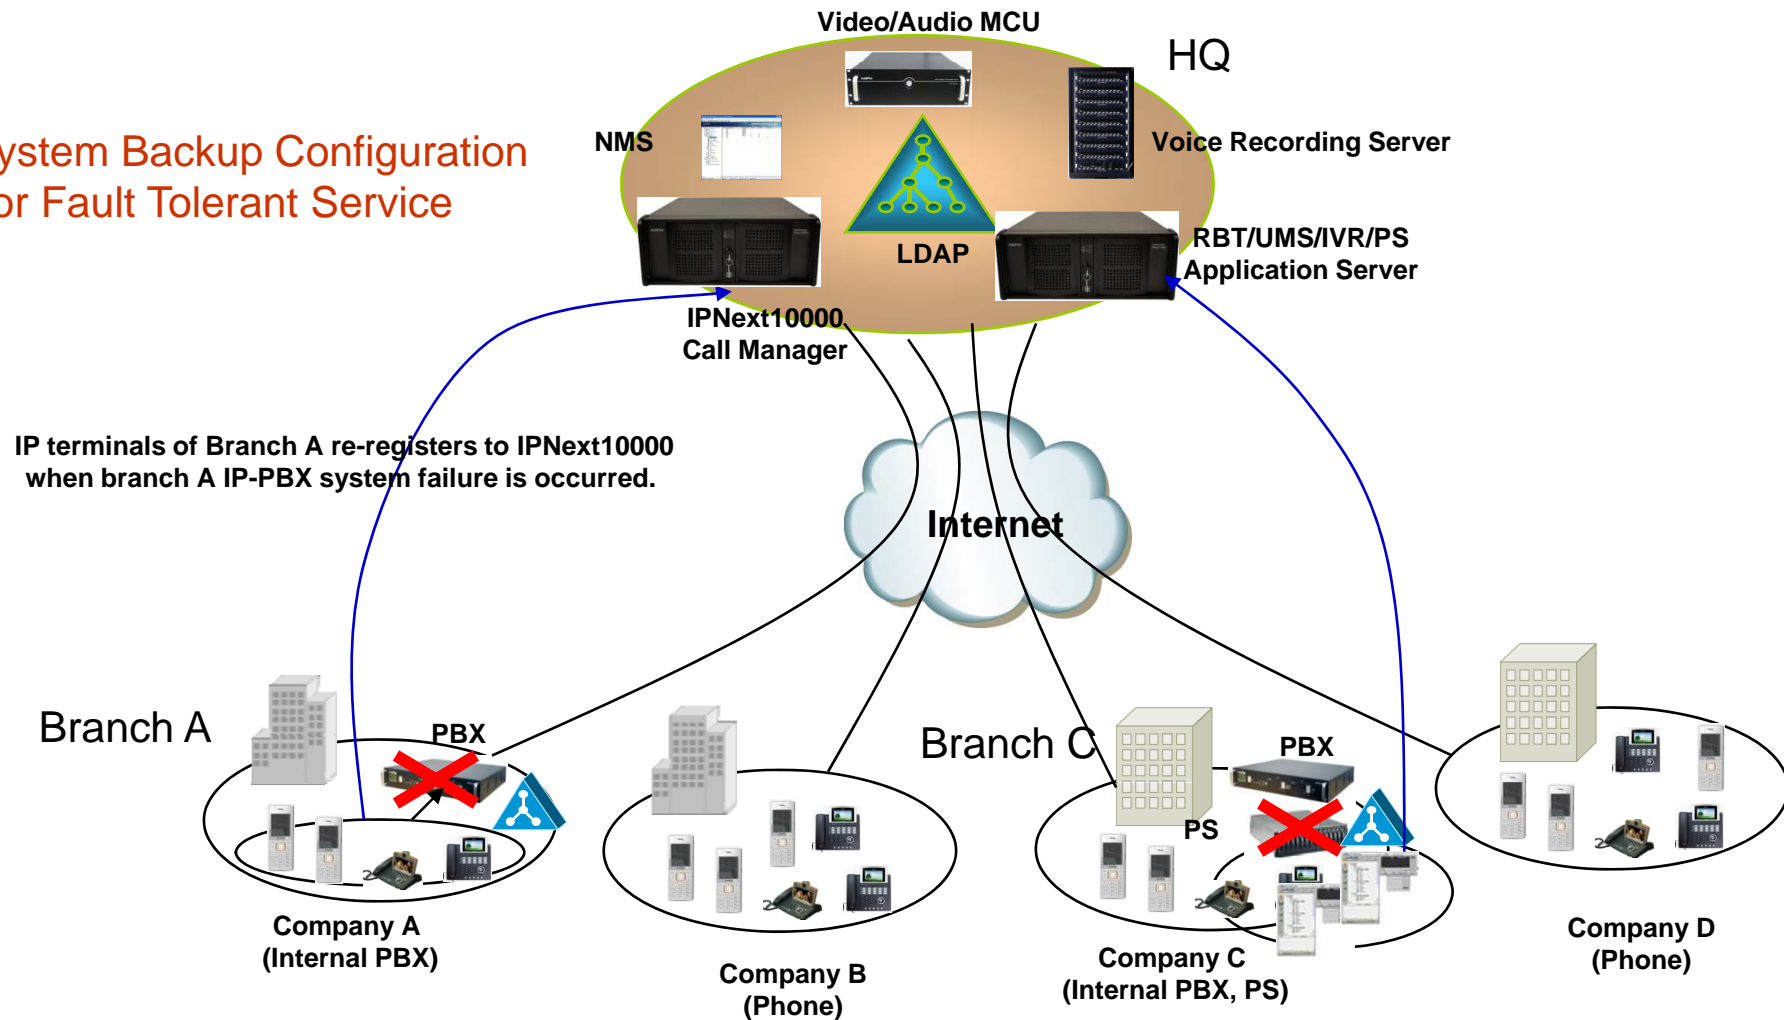 Video/Audio MCU
HQ
NMS
Voice Recording Server
ystem Backup Configuration
or Fault Tolerant Service
LDAP
RBT/UMS/IVR/PS
Application Server
IPNext10000
Call Manager
IP terminals of Branch A re-registers to IPNext10000
when branch A IP-PBX system failure is occurred.
Internet
Branch A
PBX
Branch C
PBX
PS
Company A
(Internal PBX)
Company B
(Phone)
Company C
(Internal PBX, PS)
Company D
(Phone)